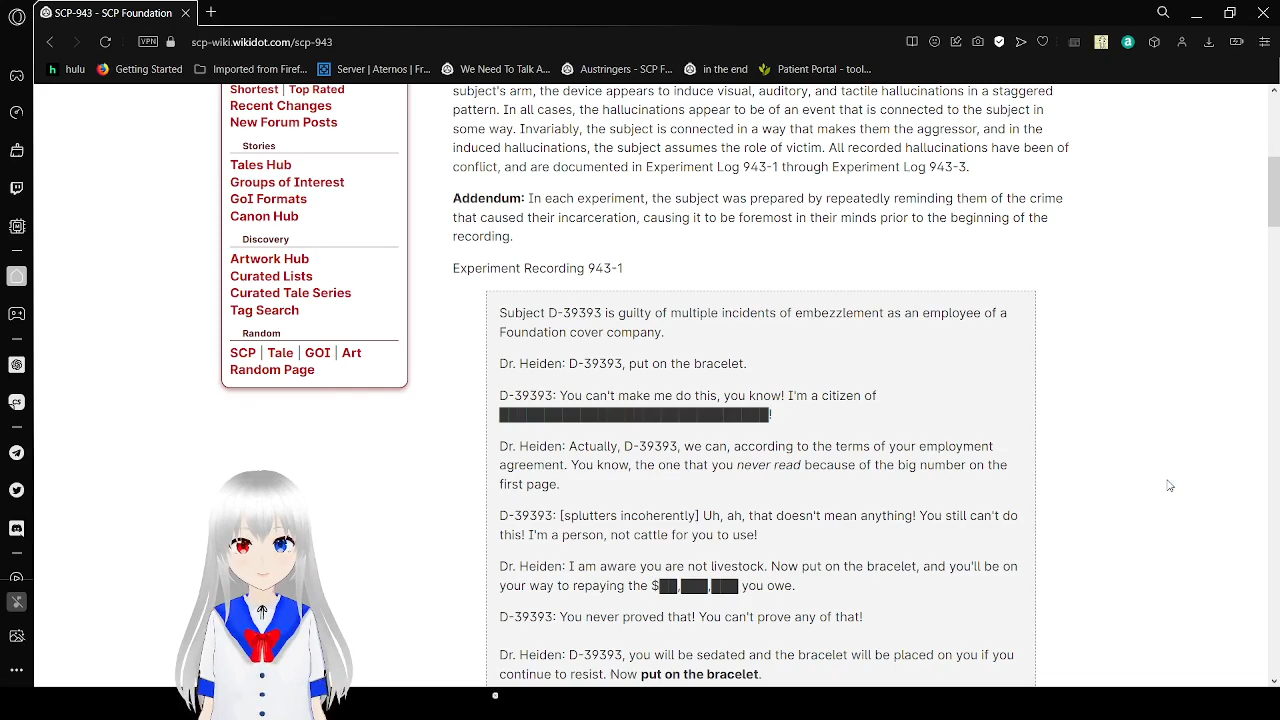 SCP-943 - SCP Foundation
VPN
scp-wiki.wikidot.com/scp-943
hulu
Getting Started
Imported from Firef...
Server | Aternos | Fr...
We Need To Talk A...
Austringers - SCP F...
in the end
Patient Portal - tool...
Shortest | Top Rated
Recent Changes
New Forum Posts
Stories
Tales Hub
Groups of Interest
GoI Formats
Canon Hub
Discovery
Artwork Hub
Curated Lists
Curated Tale Series
Tag Search
Random
SCP | Tale | GOI | Art
Random Page
subject's arm, the device appears to induce visual, auditory, and tactile hallucinations in a staggered
pattern. In all cases, the hallucinations appear to be of an event that is connected to the subject in
some way. Invariably, the subject is connected in a way that makes them the aggressor, and in the
induced hallucinations, the subject assumes the role of victim. All recorded hallucinations have been of
conflict, and are documented in Experiment Log 943-1 through Experiment Log 943-3.
Addendum: In each experiment, the subject was prepared by repeatedly reminding them of the crime
that caused their incarceration, causing it to be foremost in their minds prior to the beginning of the
recording.
Experiment Recording 943-1
Subject D-39393 is guilty of multiple incidents of embezzlement as an employee of a
Foundation cover company.
Dr. Heiden: D-39393, put on the bracelet.
D-39393: You can't make me do this, you know! I'm a citizen of
██████████████████████████████!
Dr. Heiden: Actually, D-39393, we can, according to the terms of your employment
agreement. You know, the one that you never read because of the big number on the
first page.
D-39393: [splutters incoherently] Uh, ah, that doesn't mean anything! You still can't do
this! I'm a person, not cattle for you to use!
Dr. Heiden: I am aware you are not livestock. Now put on the bracelet, and you'll be on
your way to repaying the $██,███,███ you owe.
D-39393: You never proved that! You can't prove any of that!
Dr. Heiden: D-39393, you will be sedated and the bracelet will be placed on you if you
continue to resist. Now put on the bracelet.